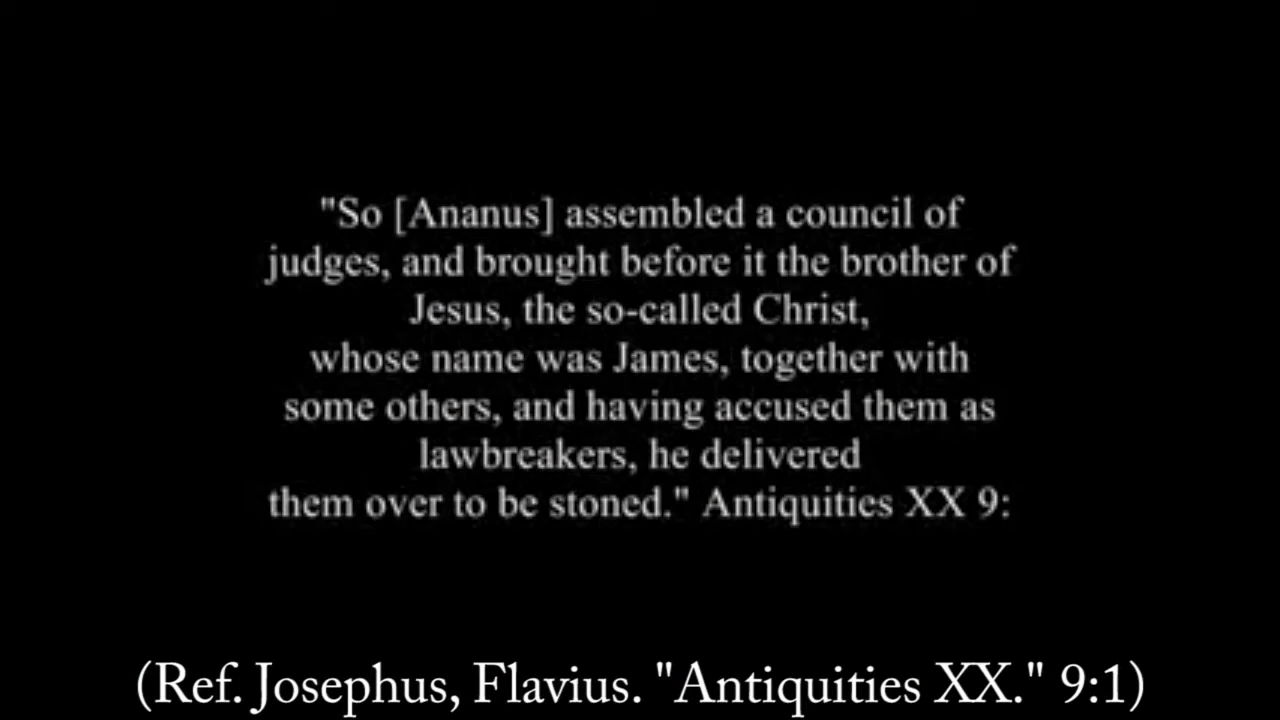 "So [Ananus] assembled a council of
judges, and brought before it the brother of
Jesus, the so-called Christ,
whose name was James, together with
some others, and having accused them as
lawbreakers, he delivered
them over to be stoned." Antiquities XX 9:
(Ref. Josephus, Flavius. "Antiquities XX." 9:1)